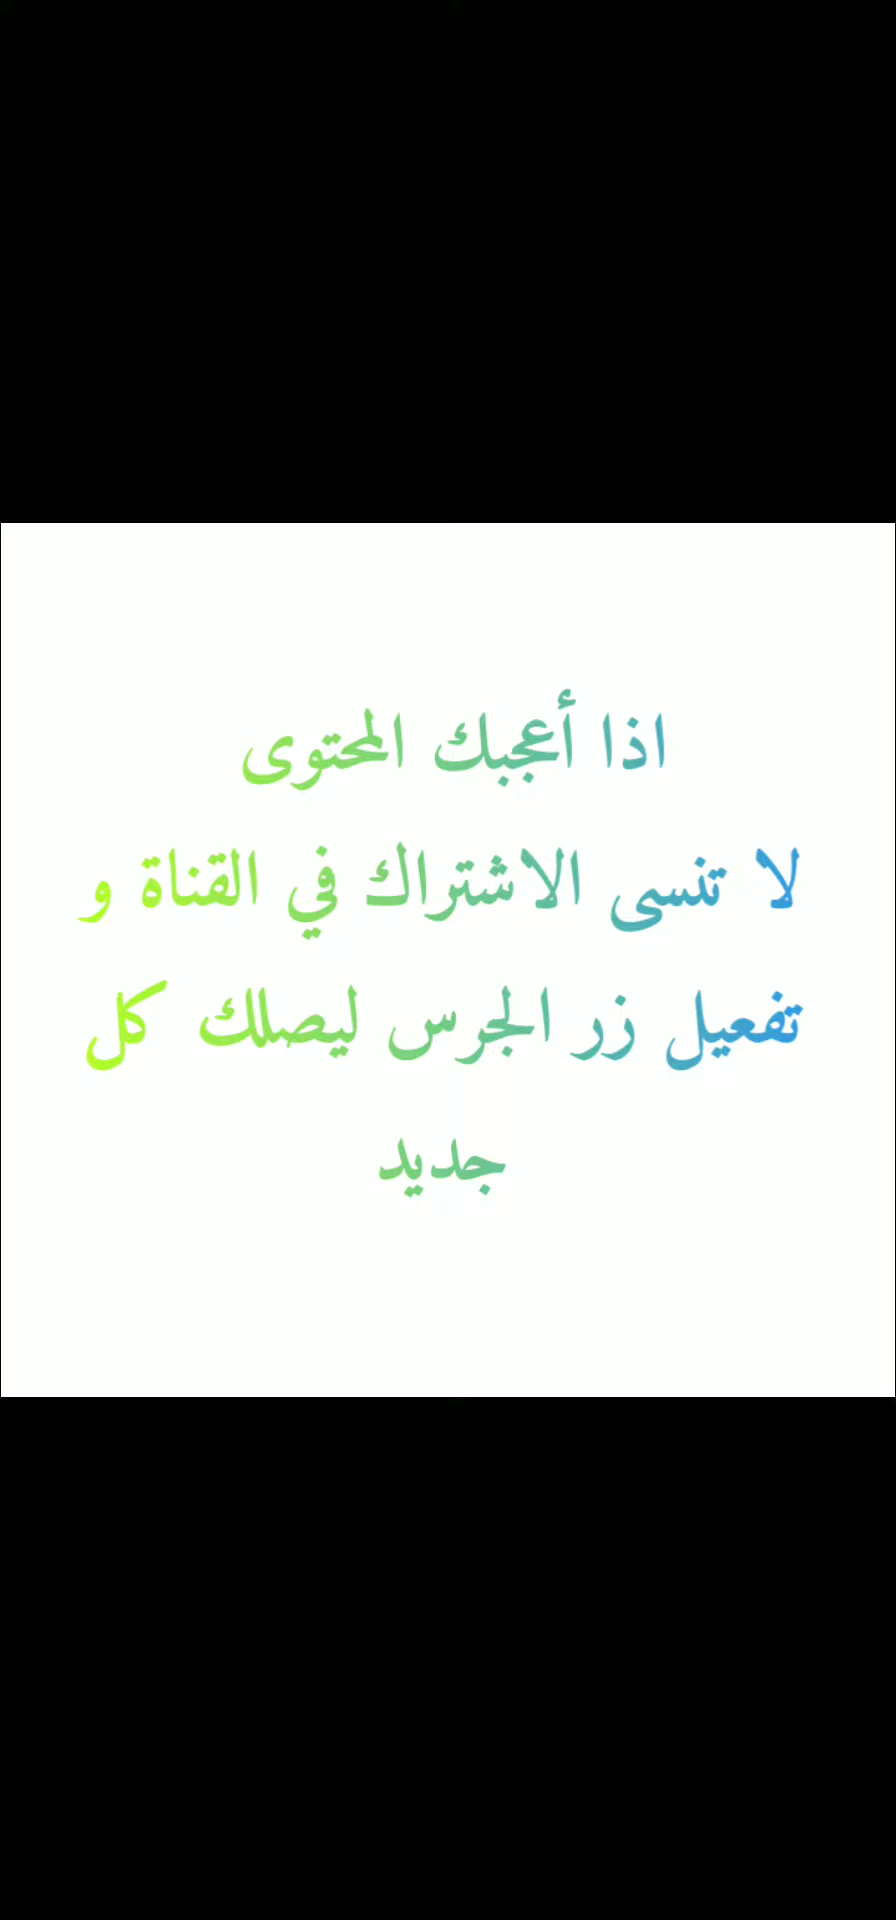 اذا أعجبك المحتوى
لا تنسى الاشتراك في القناة و
تفعيل زر الجرس ليصلك كل
جديد